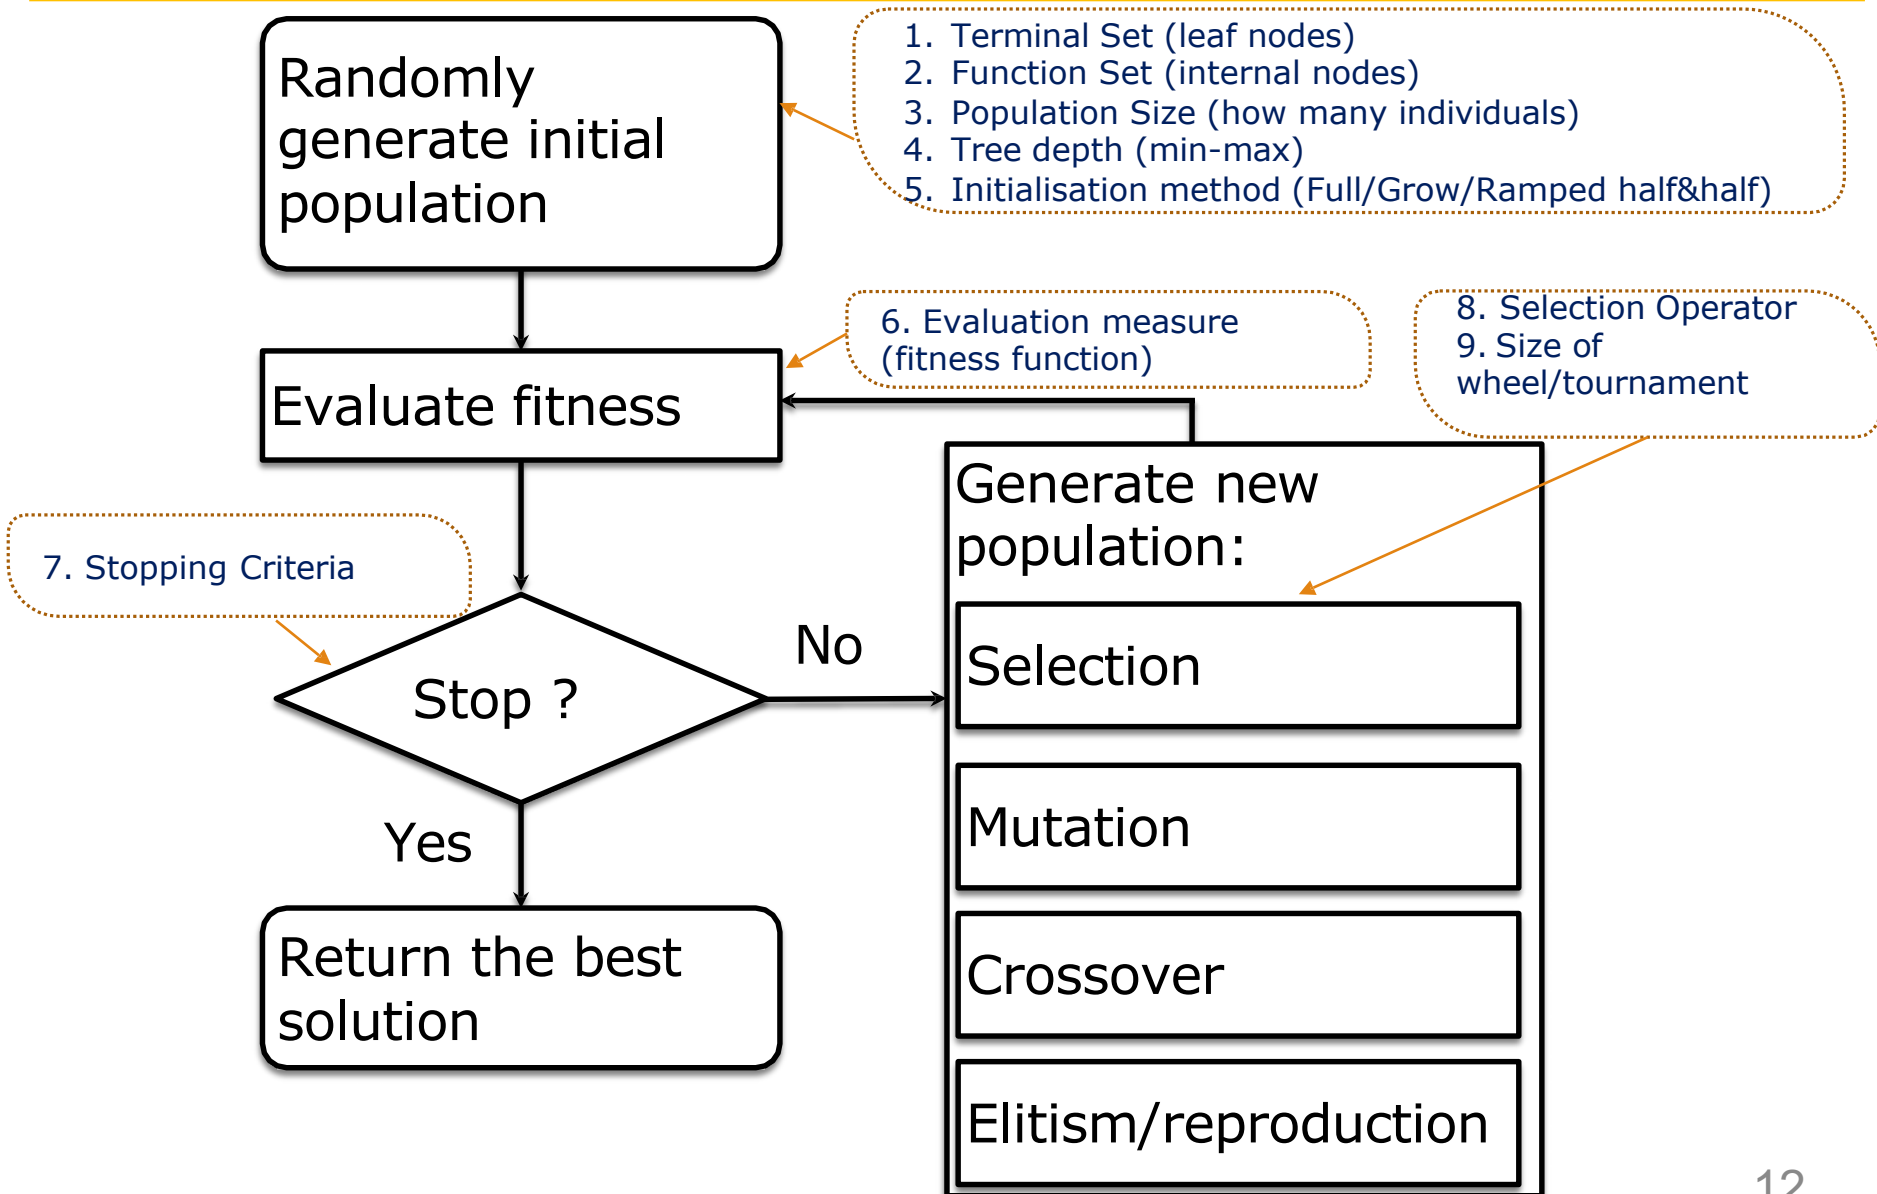 Randomly
generate initial
population
1. Terminal Set (leaf nodes)
2. Function Set (internal nodes)
3. Population Size (how many individuals)
4. Tree depth (min-max)
5. Initialisation method (Full/Grow/Ramped half&half)
Evaluate fitness
6. Evaluation measure
(fitness function)
8. Selection Operator
9. Size of
wheel/tournament
7. Stopping Criteria
Stop ?
No
Yes
Return the best
solution
Generate new
population:
Selection
Mutation
Crossover
Elitism/reproduction
12